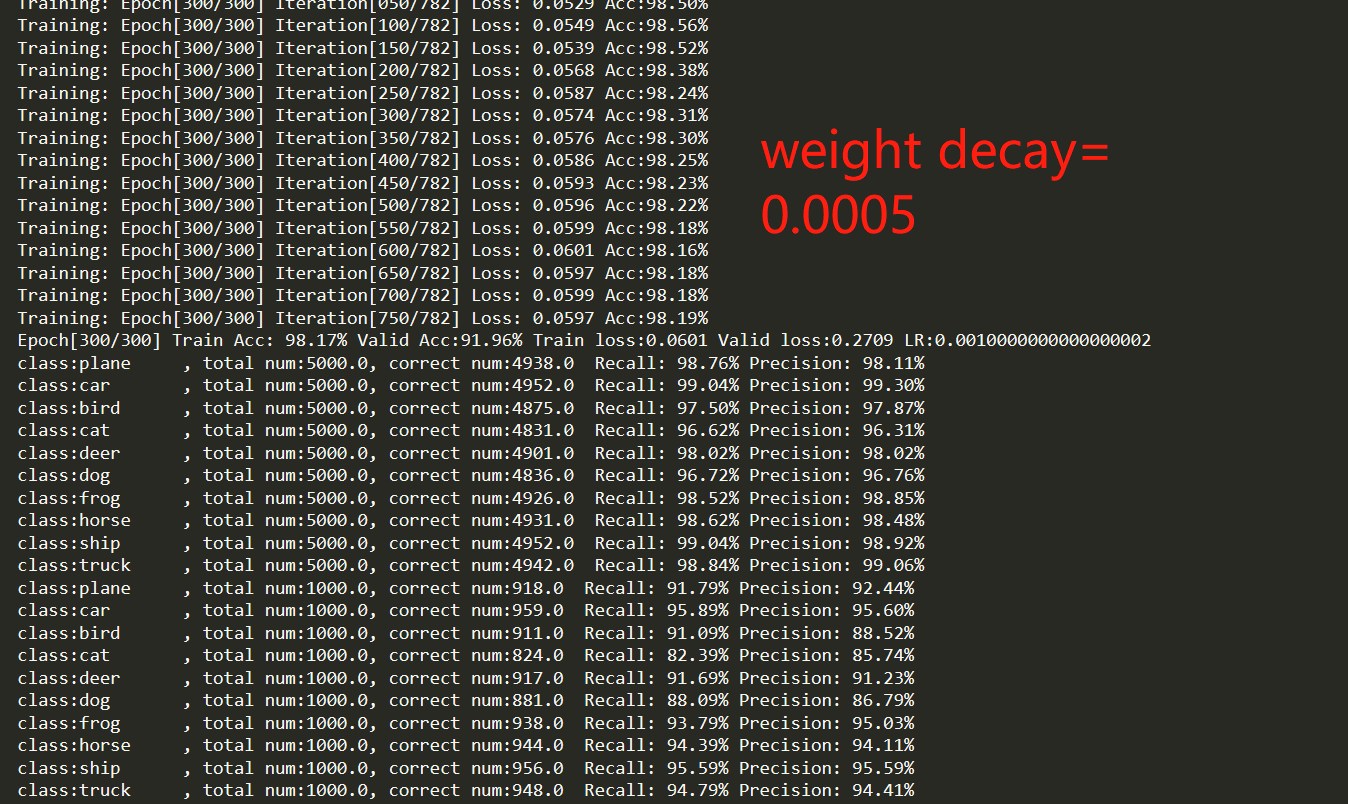 Training: Epoch[300/300] Iteration[050/782] Loss: 0.0529 Acc:98.50%
Training: Epoch[300/300] Iteration[100/782] Loss: 0.0549 Acc:98.56%
Training: Epoch[300/300] Iteration[150/782] Loss: 0.0539 Acc:98.52%
Training: Epoch[300/300] Iteration[200/782] Loss: 0.0568 Acc:98.38%
Training: Epoch[300/300] Iteration[250/782] Loss: 0.0587 Acc:98.24%
Training: Epoch[300/300] Iteration[300/782] Loss: 0.0574 Acc:98.31%
Training: Epoch[300/300] Iteration[350/782] Loss: 0.0576 Acc:98.30%
Training: Epoch[300/300] Iteration[400/782] Loss: 0.0586 Acc:98.25%
Training: Epoch[300/300] Iteration[450/782] Loss: 0.0593 Acc:98.23%
Training: Epoch[300/300] Iteration[500/782] Loss: 0.0596 Acc:98.22%
Training: Epoch[300/300] Iteration[550/782] Loss: 0.0599 Acc:98.18%
Training: Epoch[300/300] Iteration[600/782] Loss: 0.0601 Acc:98.16%
Training: Epoch[300/300] Iteration[650/782] Loss: 0.0597 Acc:98.18%
Training: Epoch[300/300] Iteration[700/782] Loss: 0.0599 Acc:98.18%
Training: Epoch[300/300] Iteration[750/782] Loss: 0.0597 Acc:98.19%
weight decay=
0.0005
Epoch[300/300] Train Acc: 98.17% Valid Acc:91.96% Train loss:0.0601 Valid loss:0.2709 LR:0.0010000000000000002
class:plane     , total num:5000.0, correct num:4938.0  Recall: 98.76% Precision: 98.11%
class:car       , total num:5000.0, correct num:4952.0  Recall: 99.04% Precision: 99.30%
class:bird      , total num:5000.0, correct num:4875.0  Recall: 97.50% Precision: 97.87%
class:cat       , total num:5000.0, correct num:4831.0  Recall: 96.62% Precision: 96.31%
class:deer      , total num:5000.0, correct num:4901.0  Recall: 98.02% Precision: 98.02%
class:dog       , total num:5000.0, correct num:4836.0  Recall: 96.72% Precision: 96.76%
class:frog      , total num:5000.0, correct num:4926.0  Recall: 98.52% Precision: 98.85%
class:horse     , total num:5000.0, correct num:4931.0  Recall: 98.62% Precision: 98.48%
class:ship      , total num:5000.0, correct num:4952.0  Recall: 99.04% Precision: 98.92%
class:truck     , total num:5000.0, correct num:4942.0  Recall: 98.84% Precision: 99.06%
class:plane     , total num:1000.0, correct num:918.0  Recall: 91.79% Precision: 92.44%
class:car       , total num:1000.0, correct num:959.0  Recall: 95.89% Precision: 95.60%
class:bird      , total num:1000.0, correct num:911.0  Recall: 91.09% Precision: 88.52%
class:cat       , total num:1000.0, correct num:824.0  Recall: 82.39% Precision: 85.74%
class:deer      , total num:1000.0, correct num:917.0  Recall: 91.69% Precision: 91.23%
class:dog       , total num:1000.0, correct num:881.0  Recall: 88.09% Precision: 86.79%
class:frog      , total num:1000.0, correct num:938.0  Recall: 93.79% Precision: 95.03%
class:horse     , total num:1000.0, correct num:944.0  Recall: 94.39% Precision: 94.11%
class:ship      , total num:1000.0, correct num:956.0  Recall: 95.59% Precision: 95.59%
class:truck     , total num:1000.0, correct num:948.0  Recall: 94.79% Precision: 94.41%